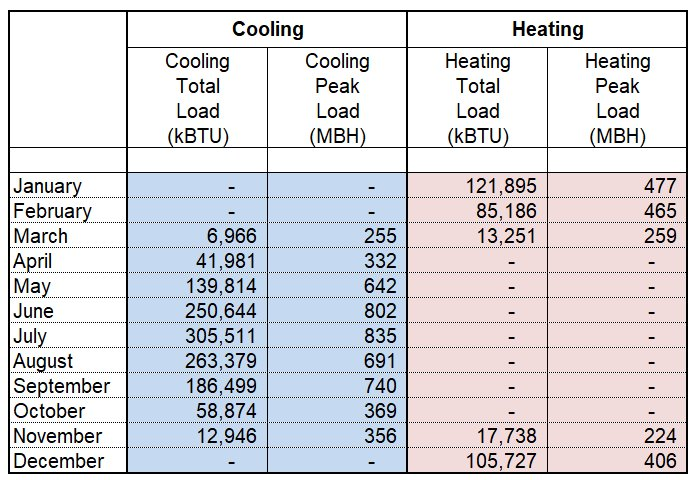 Cooling Heating
Cooling Total Load (kBTU) Cooling Peak Load (MBH) Heating Total Load (kBTU) Heating Peak Load (MBH)
January - - 121,895 477
February - - 85,186 465
March 6,966 255 13,251 259
April 41,981 332 - -
May 139,814 642 - -
June 250,644 802 - -
July 305,511 835 - -
August 263,379 691 - -
September 186,499 740 - -
October 58,874 369 - -
November 12,946 356 17,738 224
December - - 105,727 406